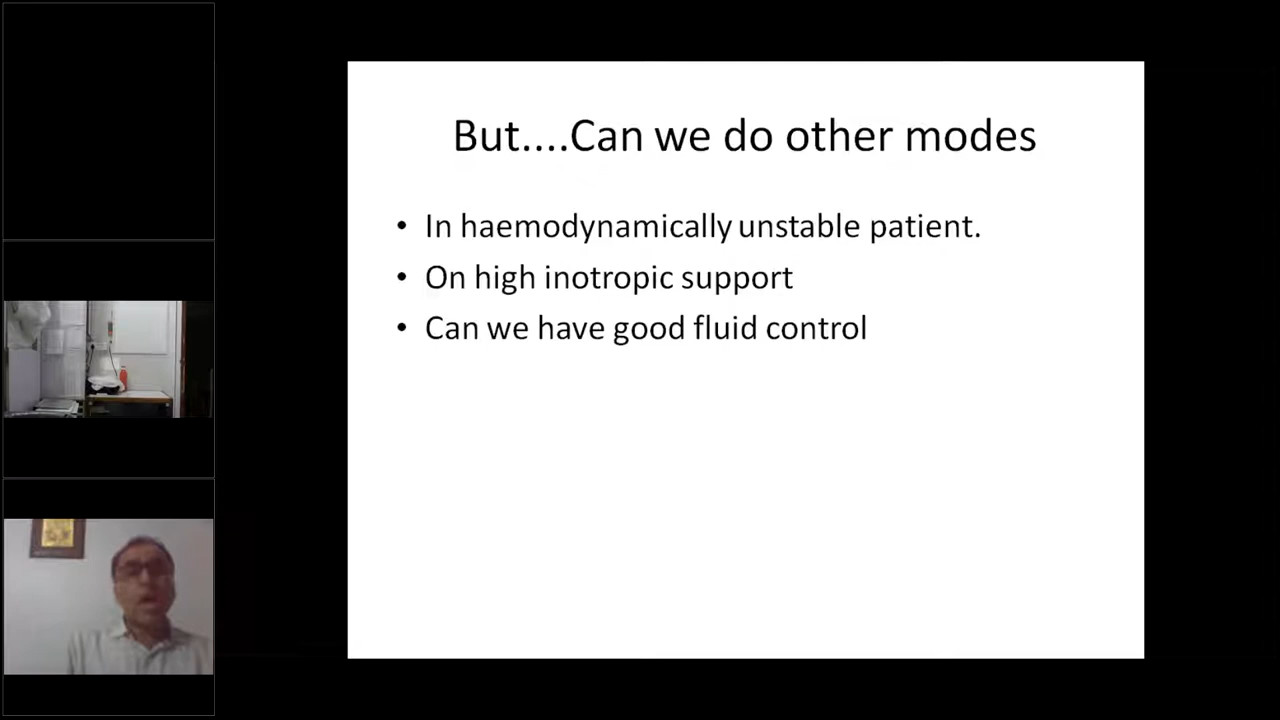 But....Can we do other modes
• In haemodynamically unstable patient.
• On high inotropic support
• Can we have good fluid control